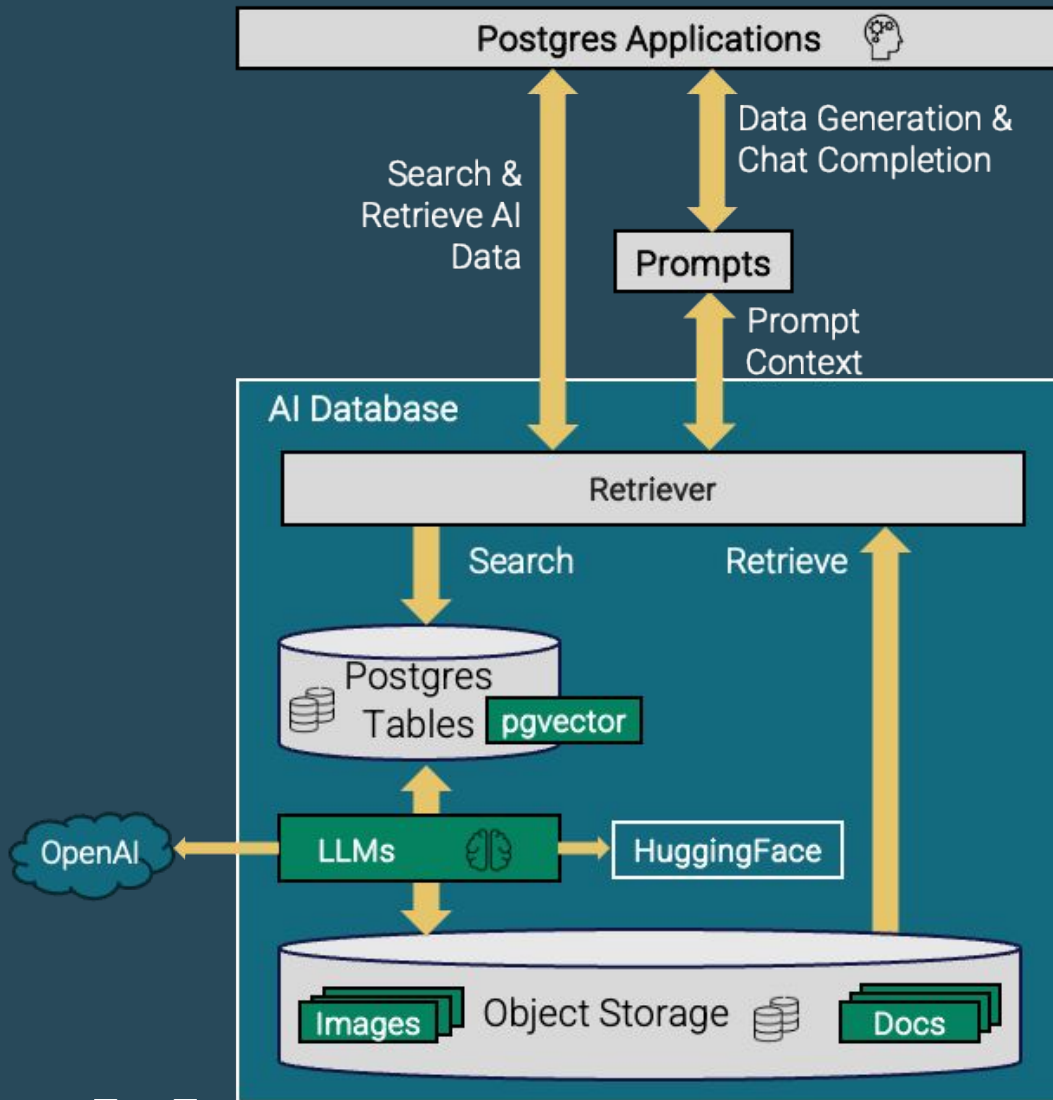 Postgres Applications
Data Generation &
Chat Completion
Search &
Retrieve AI
Data
Prompts
Prompt
Context
AI Database
Retriever
Search
Retrieve
Postgres
Tables
pgvector
OpenAI
LLMs
HuggingFace
Images
Object Storage
Docs